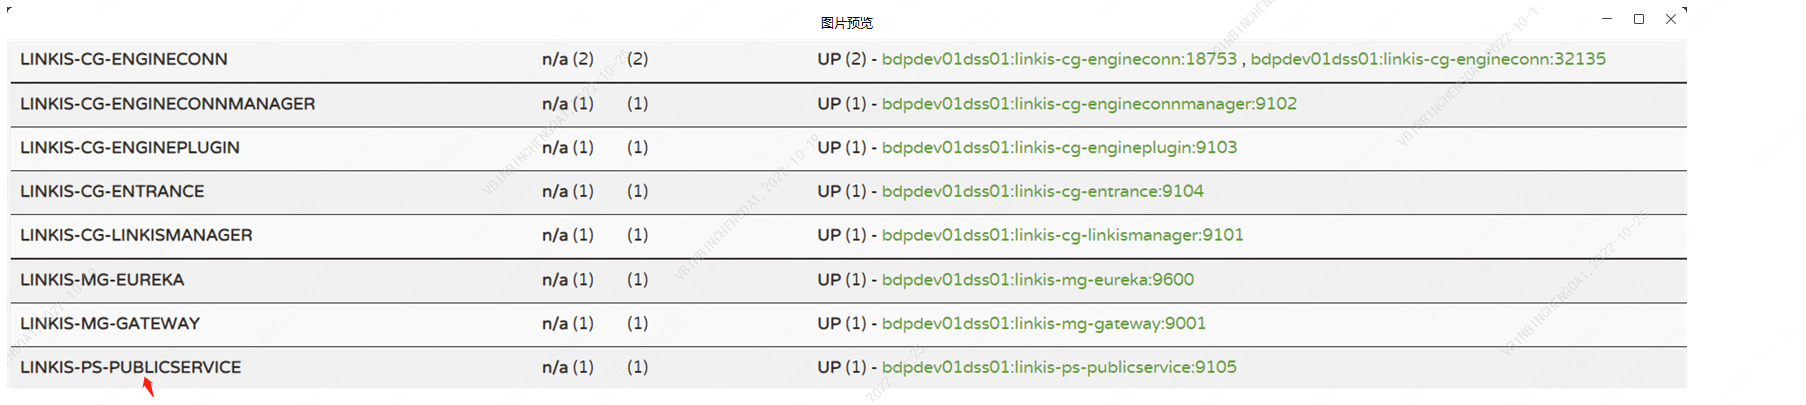 图片预览
LINKIS-CG-ENGINECONN n/a (2) (2) UP (2) - bdpdev01dss01:linkis-cg-engineconn:18753 , bdpdev01dss01:linkis-cg-engineconn:32135
LINKIS-CG-ENGINECONNMANAGER n/a (1) (1) UP (1) - bdpdev01dss01:linkis-cg-engineconnmanager:9102
LINKIS-CG-ENGINEPLUGIN n/a (1) (1) UP (1) - bdpdev01dss01:linkis-cg-engineplugin:9103
LINKIS-CG-ENTRANCE n/a (1) (1) UP (1) - bdpdev01dss01:linkis-cg-entrance:9104
LINKIS-CG-LINKISMANAGER n/a (1) (1) UP (1) - bdpdev01dss01:linkis-cg-linkismanager:9101
LINKIS-MG-EUREKA n/a (1) (1) UP (1) - bdpdev01dss01:linkis-mg-eureka:9600
LINKIS-MG-GATEWAY n/a (1) (1) UP (1) - bdpdev01dss01:linkis-mg-gateway:9001
LINKIS-PS-PUBLICSERVICE n/a (1) (1) UP (1) - bdpdev01dss01:linkis-ps-publicservice:9105